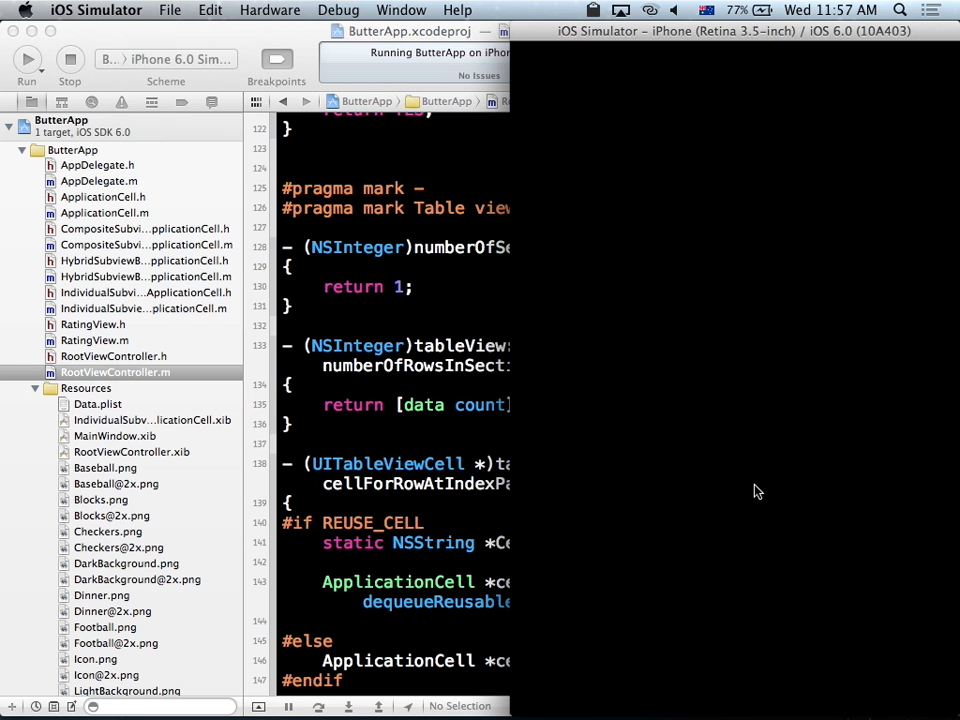 iOS Simulator File Edit Hardware Debug Window Help 77% Wed 11:57 AM
ButterApp.xcodeproj —
iOS Simulator - iPhone (Retina 3.5-inch) / iOS 6.0 (10A403)
B...〉iPhone 6.0 Sim...
Running ButterApp on iPho
No Issues
Run Stop Scheme Breakpoints
ButterApp ButterApp
ButterApp
1 target, iOS SDK 6.0
ButterApp
AppDelegate.h
AppDelegate.m
ApplicationCell.h
ApplicationCell.m
CompositeSubvi...pplicationCell.h
CompositeSubvi...pplicationCell.m
HybridSubviewB...pplicationCell.h
HybridSubviewB...pplicationCell.m
IndividualSubvi...ApplicationCell.h
IndividualSubvie...plicationCell.m
RatingView.h
RatingView.m
RootViewController.h
RootViewController.m
Resources
Data.plist
IndividualSubv...licationCell.xib
MainWindow.xib
RootViewController.xib
Baseball.png
Baseball@2x.png
Blocks.png
Blocks@2x.png
Checkers.png
Checkers@2x.png
DarkBackground.png
DarkBackground@2x.png
Dinner.png
Dinner@2x.png
Football.png
Football@2x.png
Icon.png
Icon@2x.png
LightBackground.png
return YES;
122 }
123
124
125 #pragma mark -
126 #pragma mark Table view
127
128 - (NSInteger)numberOfSe
129 {
130 return 1;
131 }
132
133 - (NSInteger)tableView:
numberOfRowsInSecti
134 {
135 return [data count]
136 }
137
138 - (UITableViewCell *)ta
cellForRowAtIndexPa
139 {
140 #if REUSE_CELL
141 static NSString *Ce
142
143 ApplicationCell *ce
dequeueReusable
144
145 #else
146 ApplicationCell *ce
147 #endif
No Selection